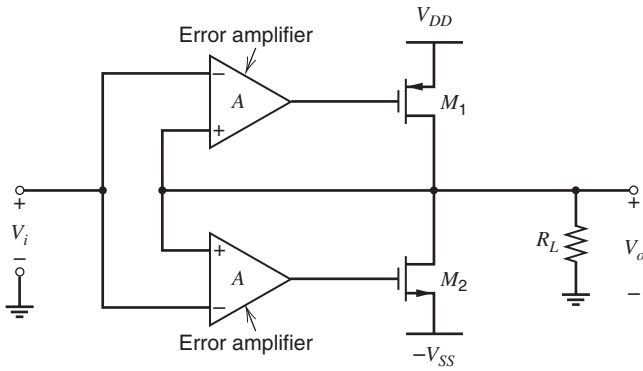 Error amplifier
V_DD
−
A
M_1
+
+
V_i
−
+
A
−
M_2
R_L
+
V_o
−
Error amplifier
−V_SS